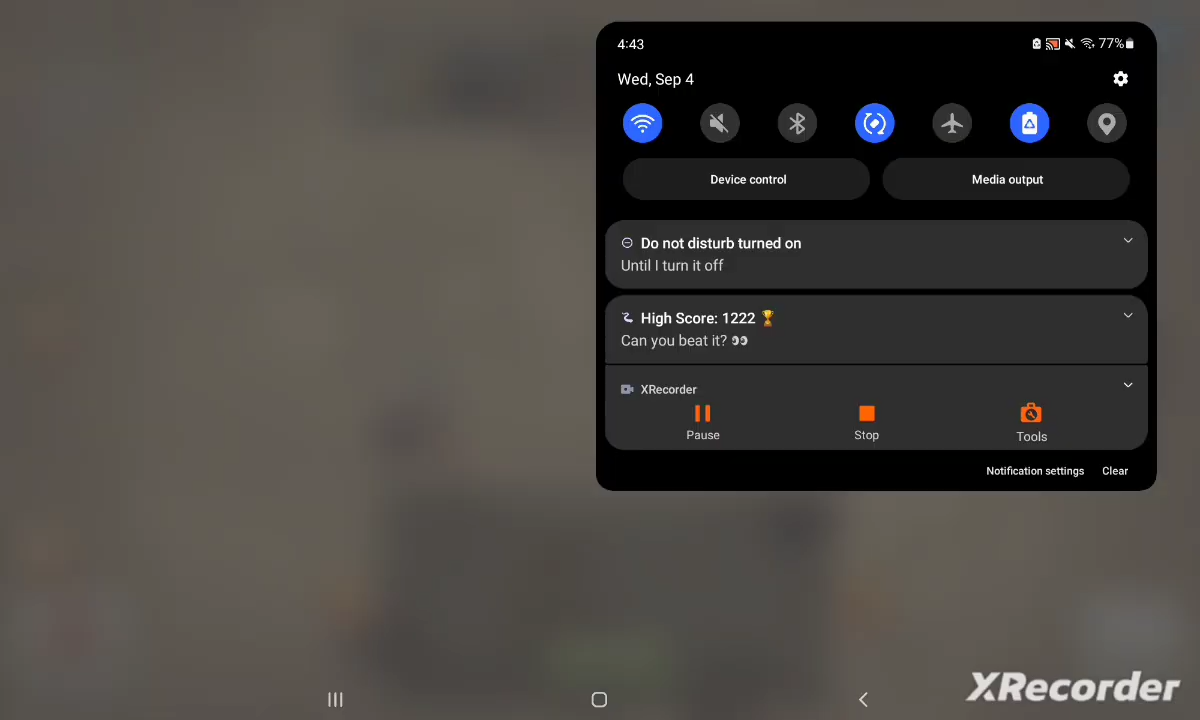 4:43
77%
Wed, Sep 4
Device control
Media output
Do not disturb turned on
Until I turn it off
High Score: 1222 🏆
Can you beat it? 👀
XRecorder
Pause
Stop
Tools
Notification settings
Clear
XRecorder